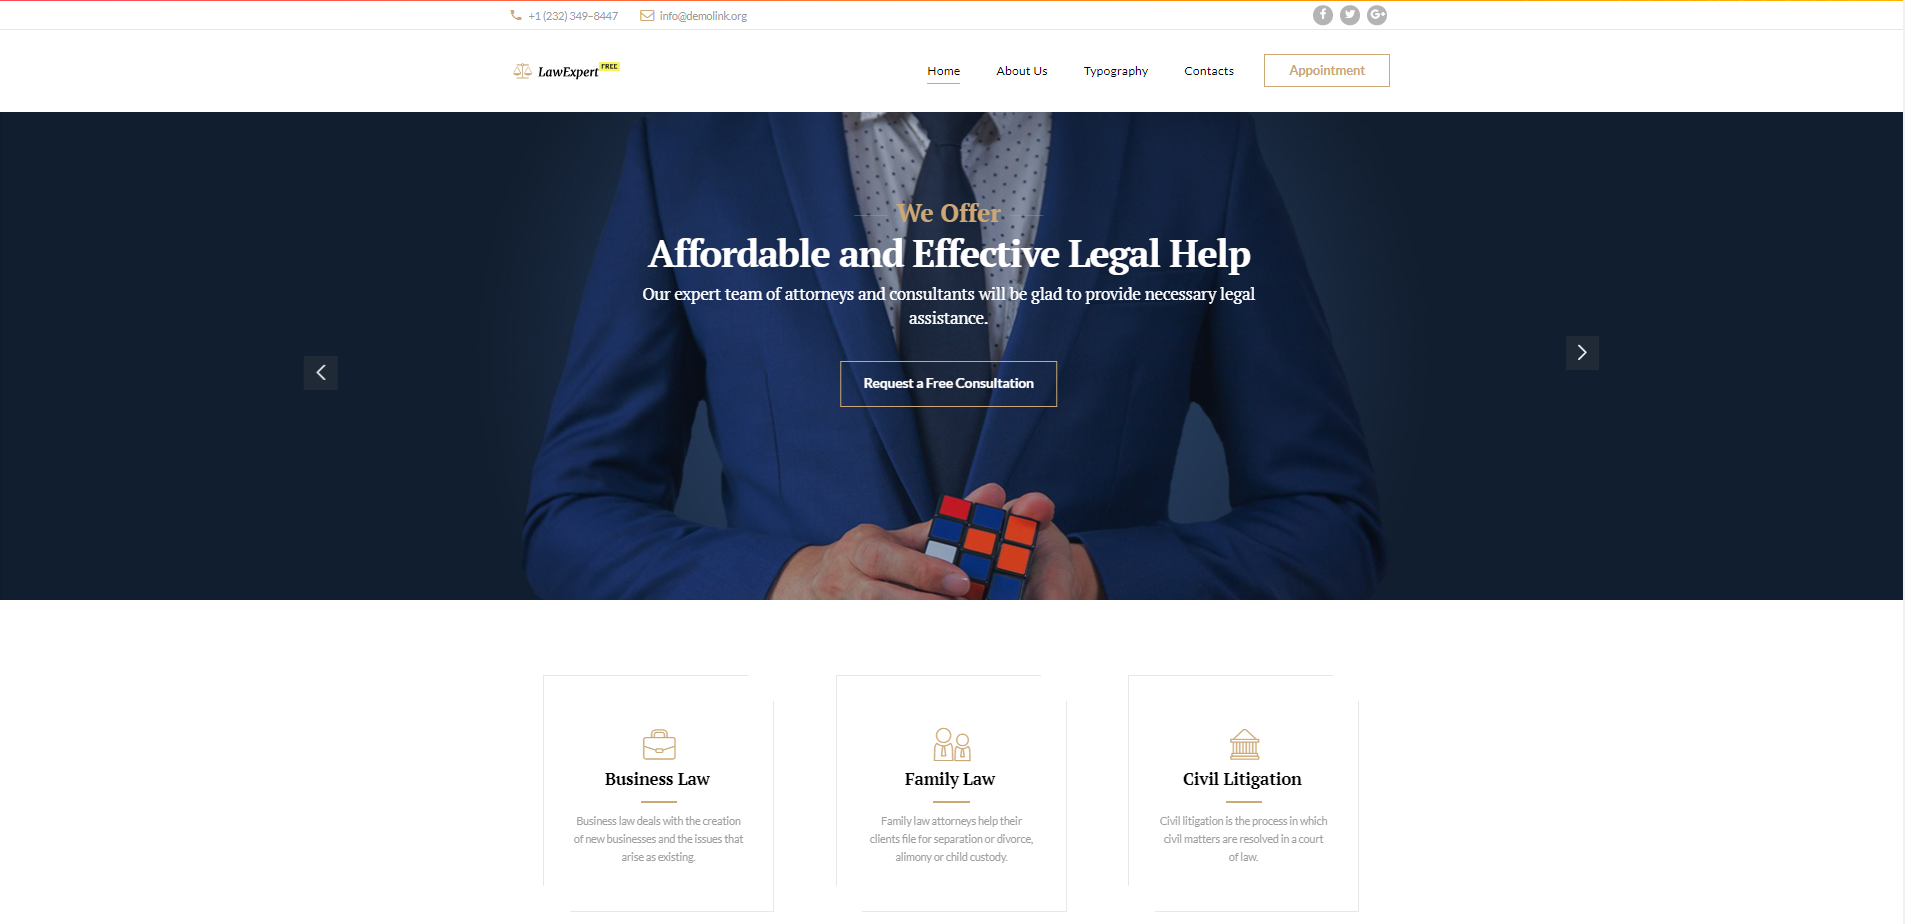 +1 (232) 349-8447 info@demolink.org
LawExpert FREE
Home About Us Typography Contacts Appointment
We Offer
Affordable and Effective Legal Help
Our expert team of attorneys and consultants will be glad to provide necessary legal
assistance.
Request a Free Consultation
Business Law
Business law deals with the creation
of new businesses and the issues that
arise as existing.
Family Law
Family law attorneys help their
clients file for separation or divorce,
alimony or child custody.
Civil Litigation
Civil litigation is the process in which
civil matters are resolved in a court
of law.